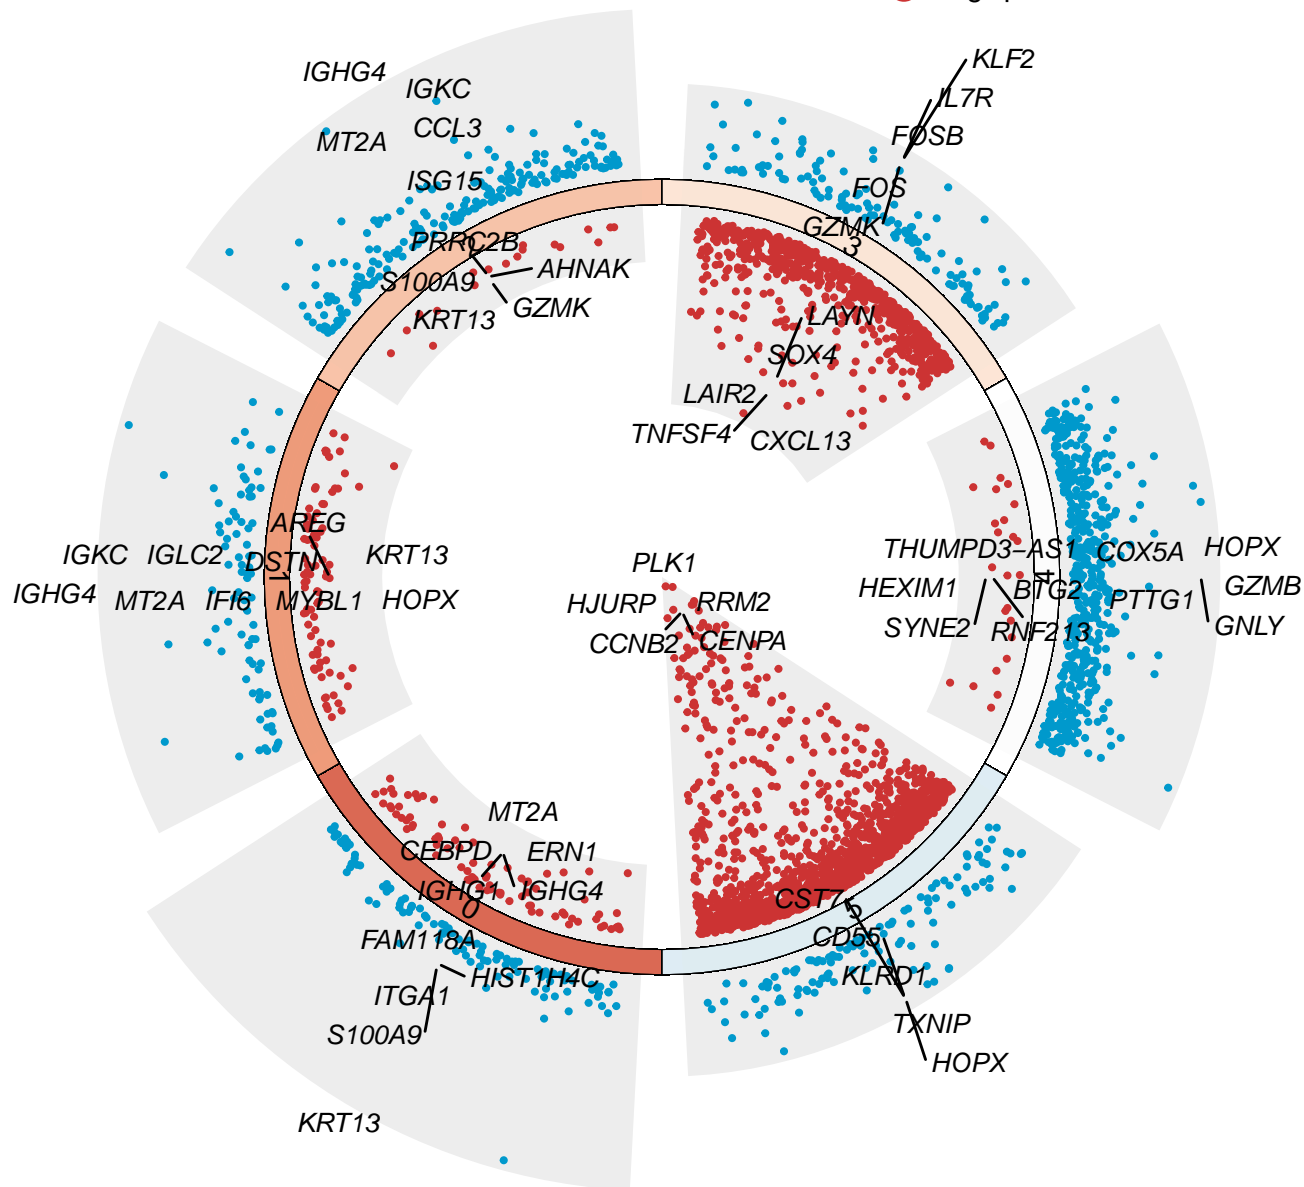 KLF2
IGHG4
IGKC
IL7R
CCL3
FOSB
MT2A
ISG15
FOS
GZMK
PRRC2B
3
2
AHNAK
S100A9
GZMK
KRT13
LAYN
SOX4
LAIR2
TNFSF4
CXCL13
AREG
IGKC
IGLC2
DSTN
KRT13
1
IGHG4
MT2A
IFI6
MYBL1
HOPX
PLK1
HJURP
RRM2
CCNB2
CENPA
THUMPD3-AS1
COX5A
HOPX
4
HEXIM1
BTG2
PTTG1
GZMB
SYNE2
RNF213
GNLY
MT2A
CEBPD
ERN1
IGHG1
IGHG4
0
CST7
5
FAM118A
CD55
HIST1H4C
KLRD1
ITGA1
S100A9
TXNIP
HOPX
KRT13